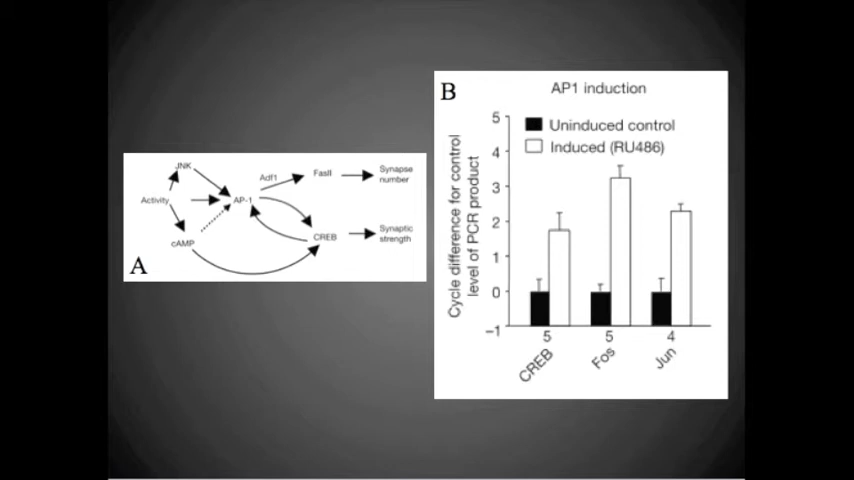 JNK
Activity
AP-1
cAMP
Adf1
FasII
Synapse
number
CREB
Synaptic
strength
A
B
AP1 induction
Uninduced control
Induced (RU486)
Cycle difference for control
level of PCR product
5
4
3
2
1
0
−1
5 5 4
CREB Fos Jun